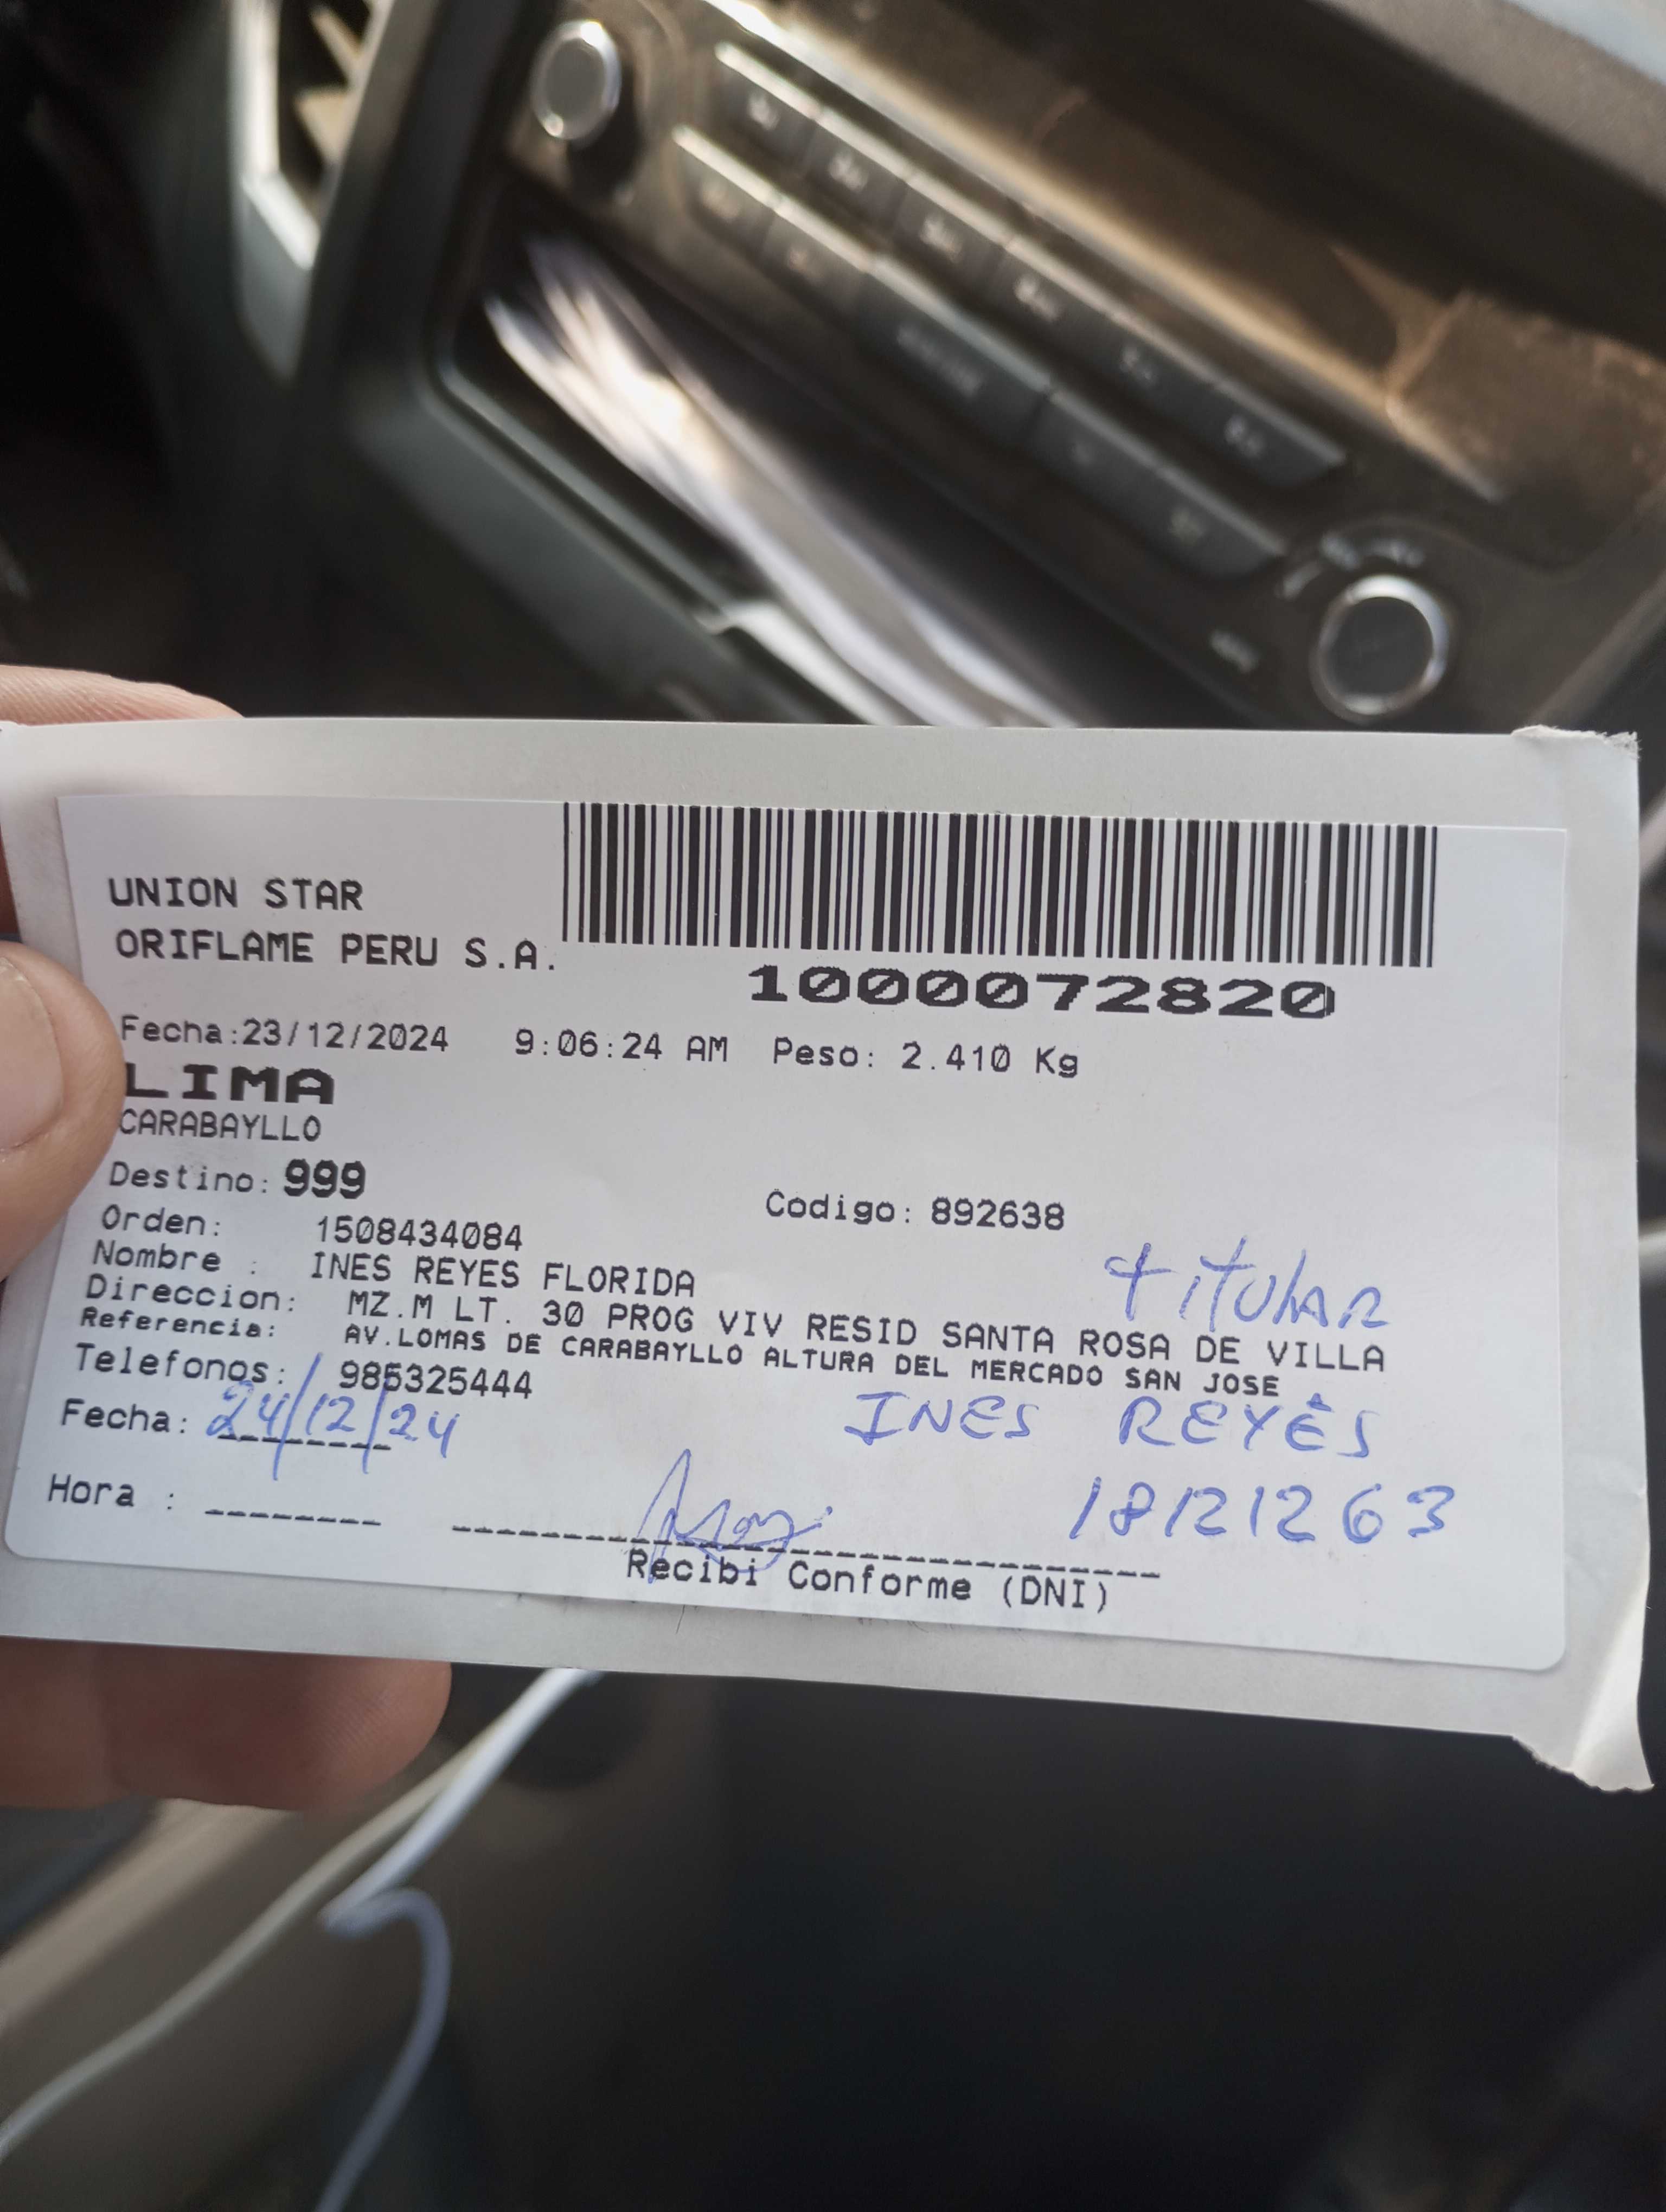 UNION STAR
ORIFLAME PERU S.A.
1000072820
Fecha:23/12/2024 9:06:24 AM Peso: 2.410 Kg
LIMA
CARABAYLLO
Destino: 999
Codigo: 892638
Orden: 1508434084
Nombre : INES REYES FLORIDA
titular
Direccion: MZ.M LT. 30 PROG VIV RESID SANTA ROSA DE VILLA
Referencia: AV.LOMAS DE CARABAYLLO ALTURA DEL MERCADO SAN JOSE
Telefonos: 985325444
Fecha: 24/12/24
INES REYES
Hora :
18121263
Recibi Conforme (DNI)